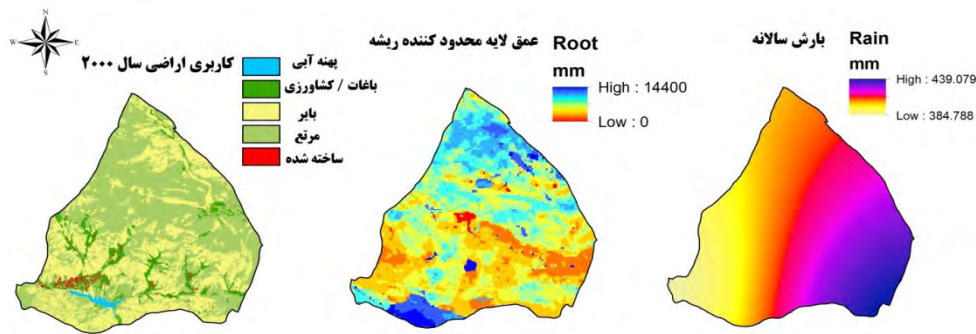 N
W E
S
کاربری اراضی سال ۲۰۰۰
پهنه آبی
باغات / کشاورزی
بایر
مرتع
ساخته شده
عمق لایه محدود کننده ریشه
Root
mm
High : 14400
Low : 0
بارش سالانه
Rain
mm
High : 439.079
Low : 384.788